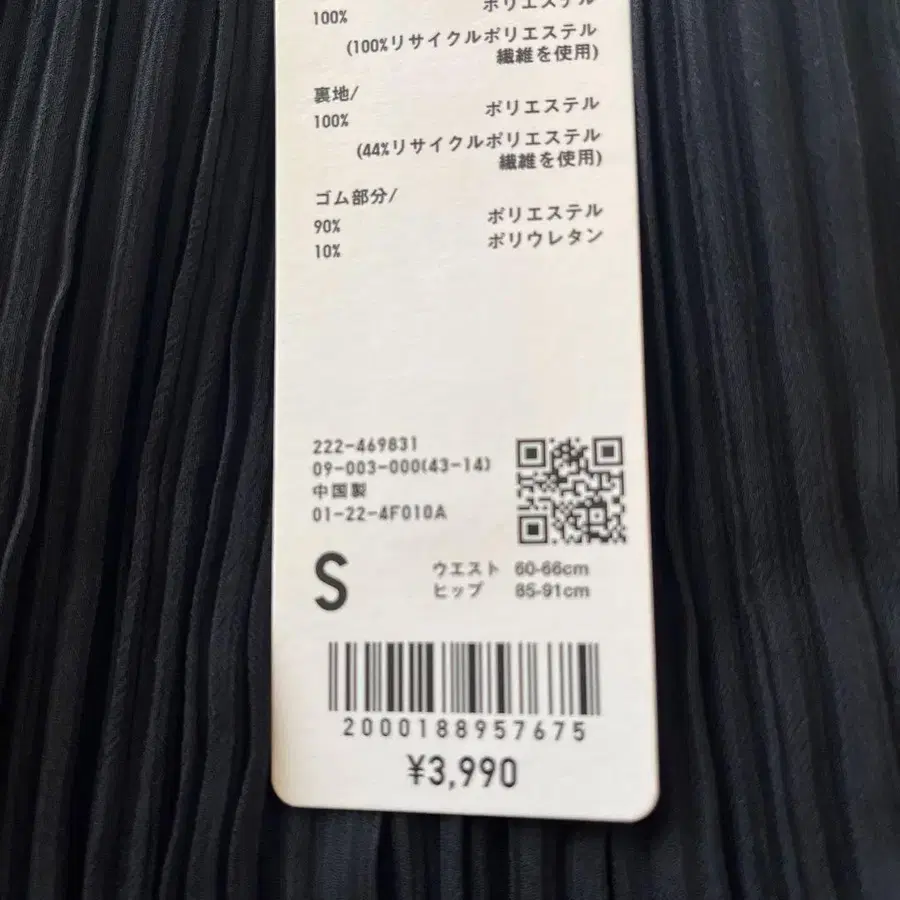 100% ポリエステル
(100%リサイクルポリエステル
繊維を使用)
裏地/
100% ポリエステル
(44%リサイクルポリエステル
繊維を使用)
ゴム部分/
90% ポリエステル
10% ポリウレタン
222-469831
09-003-000(43-14)
中国製
01-22-4F010A
S ウエスト 60-66cm
ヒップ 85-91cm
2000188957675
¥3,990